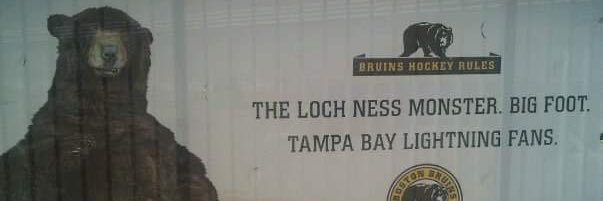 BRUINS HOCKEY RULES
THE LOCH NESS MONSTER. BIG FOOT.
TAMPA BAY LIGHTNING FANS.
BOSTON BRUINS